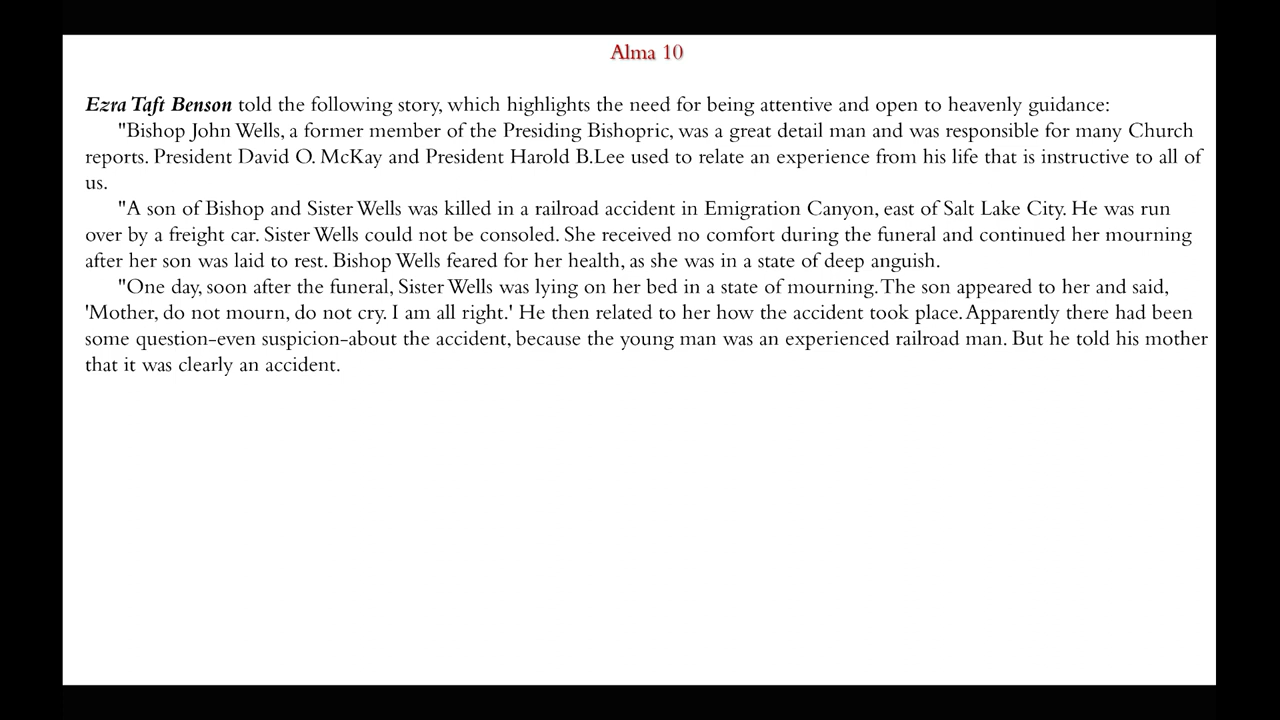 Alma 10
Ezra Taft Benson told the following story, which highlights the need for being attentive and open to heavenly guidance:
"Bishop John Wells, a former member of the Presiding Bishopric, was a great detail man and was responsible for many Church
reports. President David O. McKay and President Harold B.Lee used to relate an experience from his life that is instructive to all of
us.
"A son of Bishop and Sister Wells was killed in a railroad accident in Emigration Canyon, east of Salt Lake City. He was run
over by a freight car. Sister Wells could not be consoled. She received no comfort during the funeral and continued her mourning
after her son was laid to rest. Bishop Wells feared for her health, as she was in a state of deep anguish.
"One day, soon after the funeral, Sister Wells was lying on her bed in a state of mourning. The son appeared to her and said,
'Mother, do not mourn, do not cry. I am all right.' He then related to her how the accident took place. Apparently there had been
some question-even suspicion-about the accident, because the young man was an experienced railroad man. But he told his mother
that it was clearly an accident.